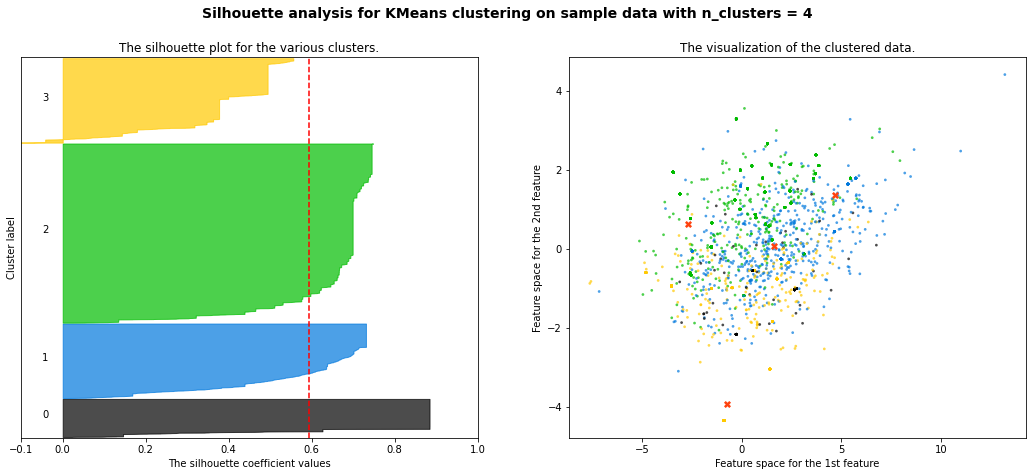 Silhouette analysis for KMeans clustering on sample data with n_clusters = 4
The silhouette plot for the various clusters.
Cluster label
3
2
1
0
−0.1 0.0 0.2 0.4 0.6 0.8 1.0
The silhouette coefficient values
The visualization of the clustered data.
Feature space for the 2nd feature
4
2
0
−2
−4
−5 0 5 10
Feature space for the 1st feature